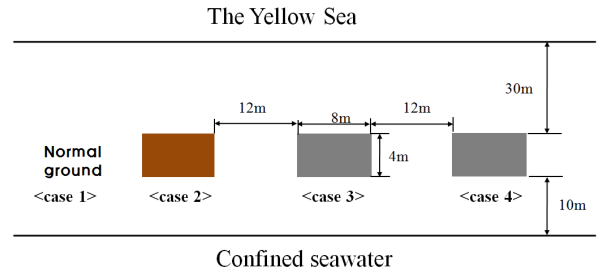 The Yellow Sea
30m
12m
8m
12m
4m
Normal
ground
<case 1>
<case 2>
<case 3>
<case 4>
10m
Confined seawater